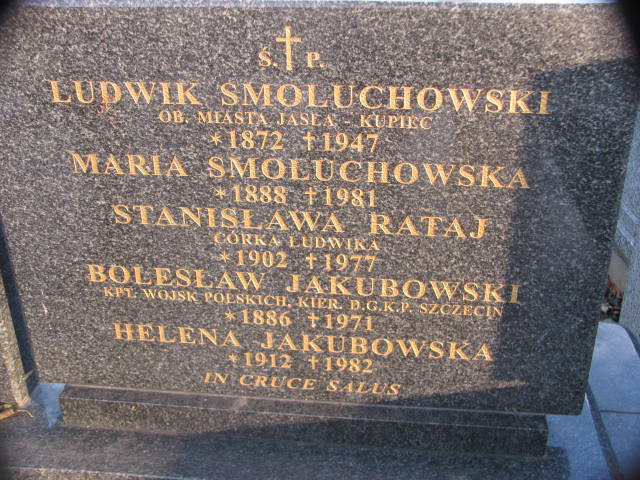 Ś. P.
LUDWIK SMOLUCHOWSKI
OB. MIASTA JASŁA - KUPIEC
*1872 †1947
MARIA SMOLUCHOWSKA
*1888 †1981
STANISŁAWA RATAJ
CÓRKA LUDWIKA
*1902 †1977
BOLESŁAW JAKUBOWSKI
KPT. WOJSK POLSKICH, KIER. D.G.K.P. SZCZECIN
*1886 †1971
HELENA JAKUBOWSKA
*1912 †1982
IN CRUCE SALUS